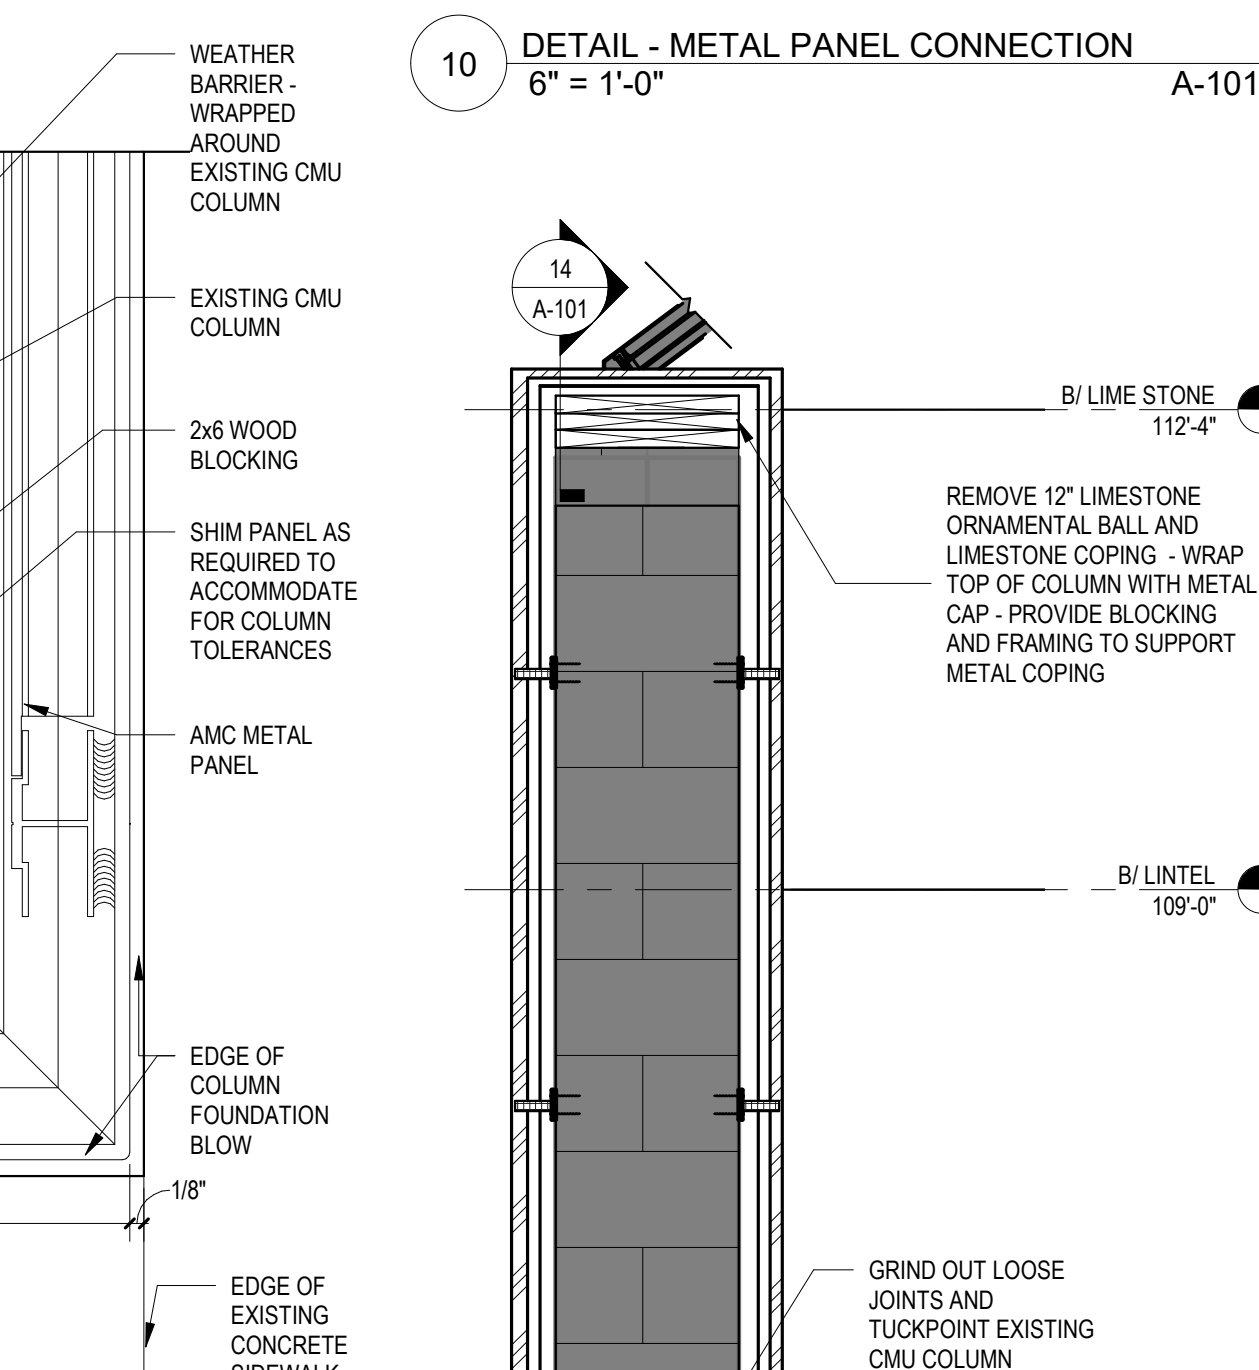 WEATHER
BARRIER -
WRAPPED
AROUND
EXISTING CMU
COLUMN
EXISTING CMU
COLUMN
2x6 WOOD
BLOCKING
SHIM PANEL AS
REQUIRED TO
ACCOMMODATE
FOR COLUMN
TOLERANCES
AMC METAL
PANEL
EDGE OF
COLUMN
FOUNDATION
BLOW
1/8"
EDGE OF
EXISTING
CONCRETE
SIDEWALK
10
DETAIL - METAL PANEL CONNECTION
6" = 1'-0"
A-101
14
A-101
B/ LIME STONE
112'-4"
REMOVE 12" LIMESTONE
ORNAMENTAL BALL AND
LIMESTONE COPING - WRAP
TOP OF COLUMN WITH METAL
CAP - PROVIDE BLOCKING
AND FRAMING TO SUPPORT
METAL COPING
B/ LINTEL
109'-0"
GRIND OUT LOOSE
JOINTS AND
TUCKPOINT EXISTING
CMU COLUMN